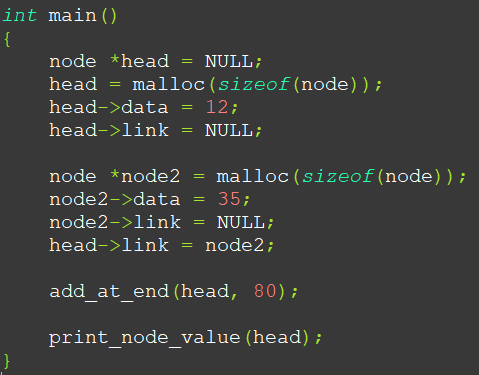 int main()
{
    node *head = NULL;
    head = malloc(sizeof(node));
    head->data = 12;
    head->link = NULL;

    node *node2 = malloc(sizeof(node));
    node2->data = 35;
    node2->link = NULL;
    head->link = node2;

    add_at_end(head, 80);

    print_node_value(head);
}